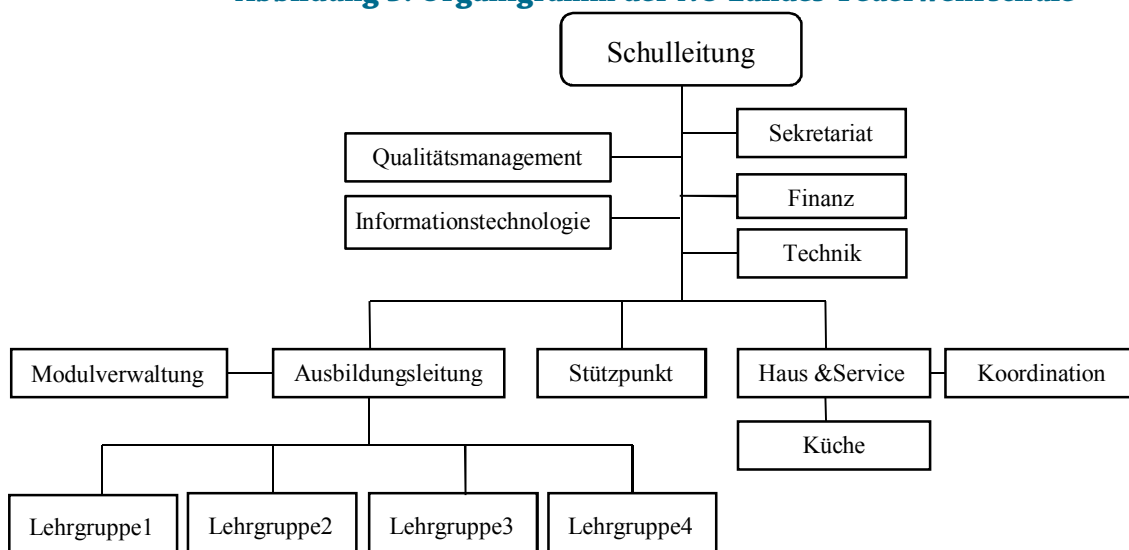 Schulleitung
Sekretariat
Qualitätsmanagement
Finanz
Informationstechnologie
Technik
Modulverwaltung
Ausbildungsleitung
Stützpunkt
Haus &Service
Koordination
Küche
Lehrgruppe1
Lehrgruppe2
Lehrgruppe3
Lehrgruppe4